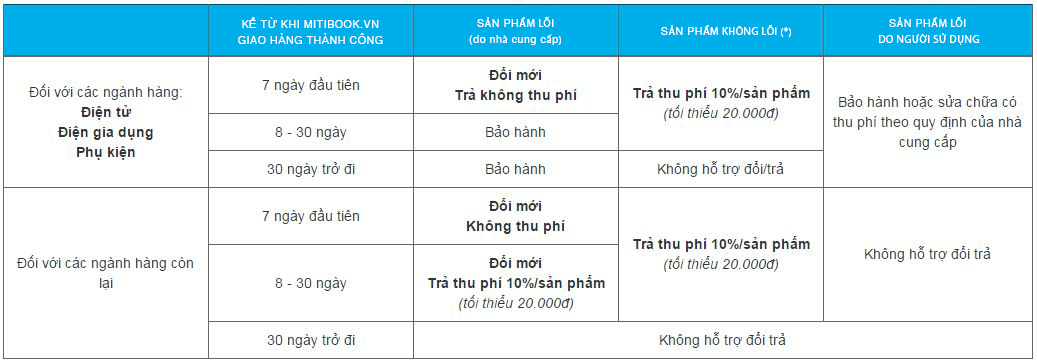 KỂ TỪ KHI MITIBOOK.VN
GIAO HÀNG THÀNH CÔNG
SẢN PHẨM LỖI
(do nhà cung cấp)
SẢN PHẨM KHÔNG LỖI (*)
SẢN PHẨM LỖI
DO NGƯỜI SỬ DỤNG
Đối với các ngành hàng:
Điện tử
Điện gia dụng
Phụ kiện
7 ngày đầu tiên
Đổi mới
Trả không thu phí
Trả thu phí 10%/sản phẩm
(tối thiểu 20.000đ)
Bảo hành hoặc sửa chữa có
thu phí theo quy định của nhà
cung cấp
8 - 30 ngày
Bảo hành
30 ngày trở đi
Bảo hành
Không hỗ trợ đổi/trả
Đối với các ngành hàng còn
lại
7 ngày đầu tiên
Đổi mới
Không thu phí
Trả thu phí 10%/sản phẩm
(tối thiểu 20.000đ)
Không hỗ trợ đổi trả
8 - 30 ngày
Đổi mới
Trả thu phí 10%/sản phẩm
(tối thiểu 20.000đ)
30 ngày trở đi
Không hỗ trợ đổi trả